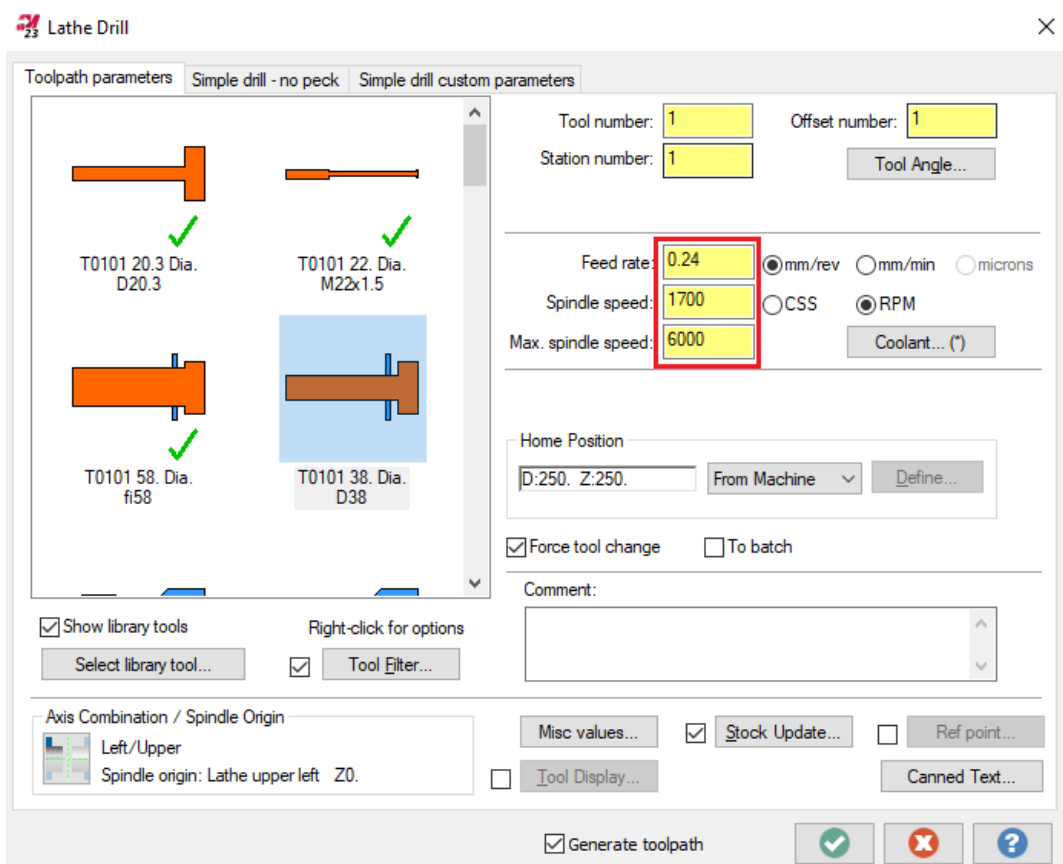 23 Lathe Drill
Toolpath parameters Simple drill - no peck Simple drill custom parameters
T0101 20.3 Dia.
D20.3
T0101 22. Dia.
M22x1.5
T0101 58. Dia.
fi58
T0101 38. Dia.
D38
Show library tools
Right-click for options
Select library tool...
Tool Filter...
Tool number: 1
Offset number: 1
Station number: 1
Tool Angle...
Feed rate: 0.24 mm/rev mm/min microns
Spindle speed: 1700 CSS RPM
Max. spindle speed: 6000 Coolant... (*)
Home Position
D:250. Z:250. From Machine Define...
Force tool change To batch
Comment:
Axis Combination / Spindle Origin
Left/Upper
Spindle origin: Lathe upper left Z0.
Misc values... Stock Update... Ref point...
Tool Display... Canned Text...
Generate toolpath
?